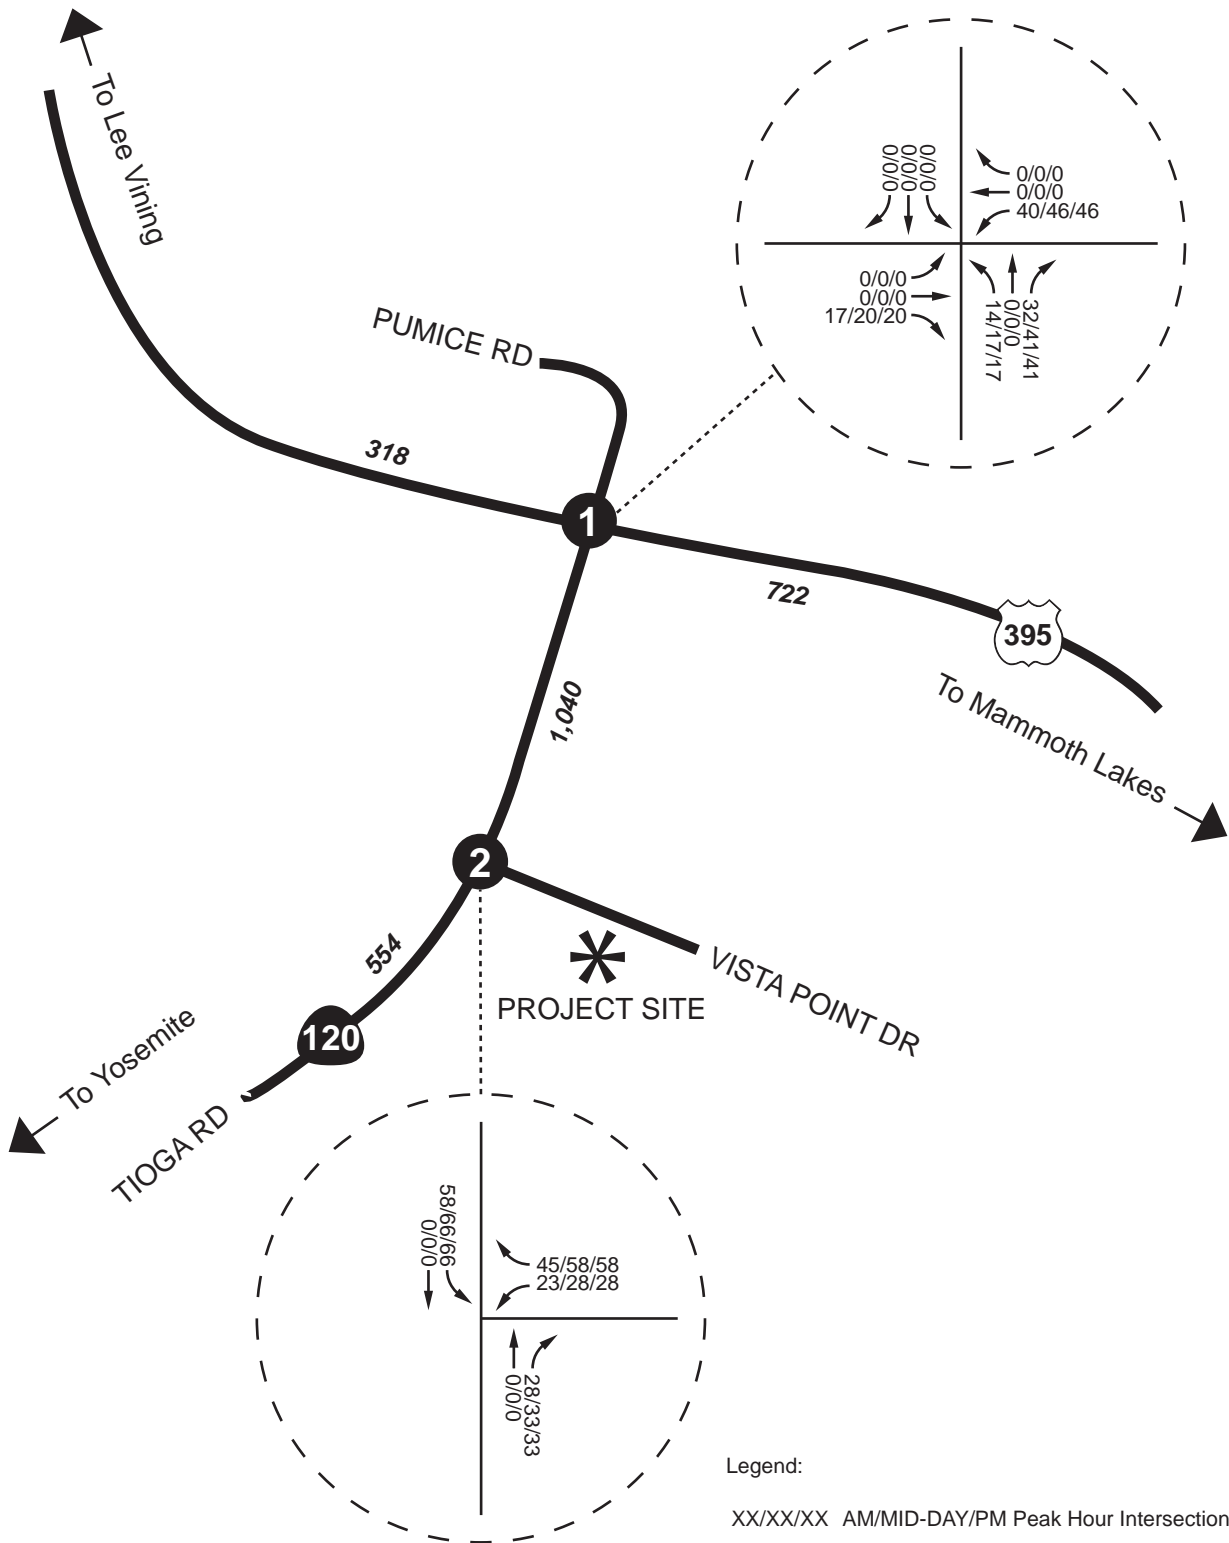 To Lee Vining
0/0/0
0/0/0
0/0/0
0/0/0
0/0/0
40/46/46
0/0/0
0/0/0
17/20/20
14/17/17
0/0/0
32/41/41
PUMICE RD
318
1
722
395
To Mammoth Lakes
1,040
2
554
VISTA POINT DR
PROJECT SITE
120
To Yosemite
TIOGA RD
0/0/0
58/66/66
45/58/58
23/28/28
0/0/0
28/33/33
Legend:
XX/XX/XX AM/MID-DAY/PM Peak Hour Intersection